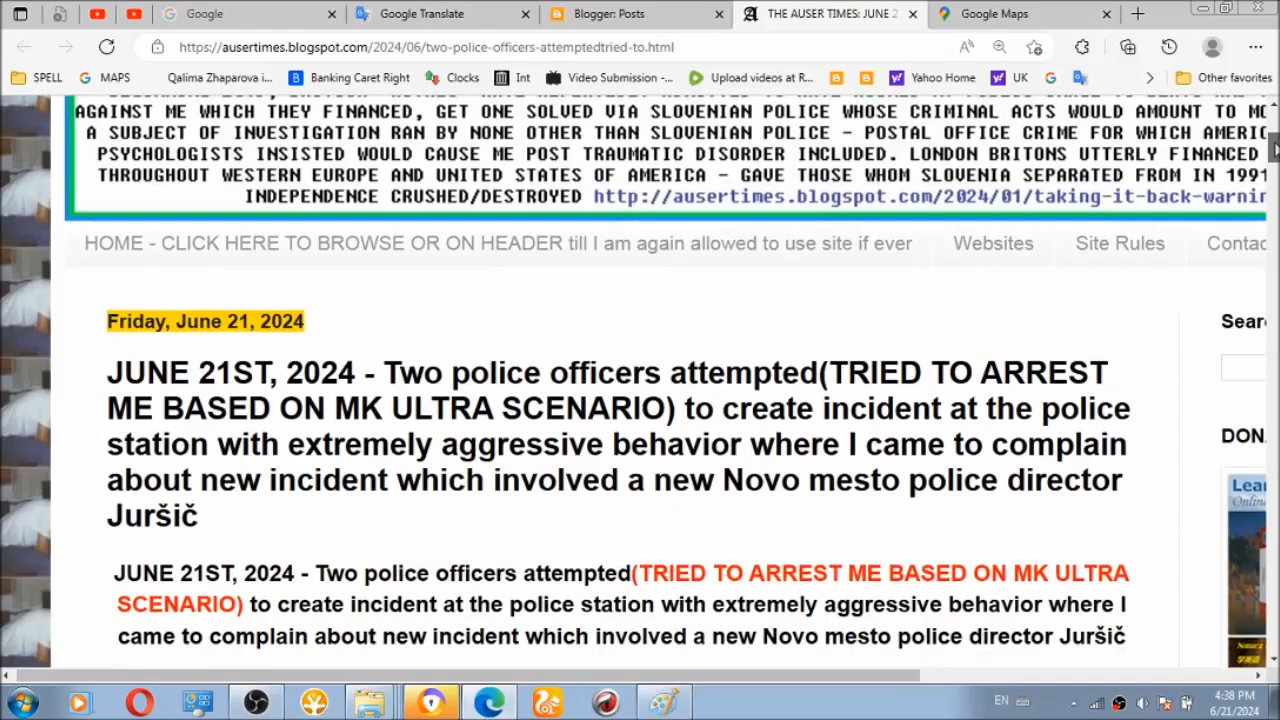 Google
Google Translate
Blogger: Posts
THE AUSER TIMES: JUNE 2
Google Maps
https://ausertimes.blogspot.com/2024/06/two-police-officers-attemptedtried-to.html
SPELL
MAPS
Qalima Zhaparova i...
Banking Caret Right
Clocks
Int
Video Submission -...
Upload videos at R...
Yahoo Home
UK
Other favorites
AGAINST ME WHICH THEY FINANCED, GET ONE SOLVED VIA SLOVENIAN POLICE WHOSE CRIMINAL ACTS WOULD AMOUNT TO MO
A SUBJECT OF INVESTIGATION RAN BY NONE OTHER THAN SLOVENIAN POLICE - POSTAL OFFICE CRIME FOR WHICH AMERIC
PSYCHOLOGISTS INSISTED WOULD CAUSE ME POST TRAUMATIC DISORDER INCLUDED. LONDON BRITONS UTTERLY FINANCED
THROUGHOUT WESTERN EUROPE AND UNITED STATES OF AMERICA - GAVE THOSE WHOM SLOVENIA SEPARATED FROM IN 1991
INDEPENDENCE CRUSHED/DESTROYED http://ausertimes.blogspot.com/2024/01/taking-it-back-warnin
HOME - CLICK HERE TO BROWSE OR ON HEADER till I am again allowed to use site if ever
Websites
Site Rules
Contac
Friday, June 21, 2024
Sear
JUNE 21ST, 2024 - Two police officers attempted(TRIED TO ARREST
ME BASED ON MK ULTRA SCENARIO) to create incident at the police
station with extremely aggressive behavior where I came to complain
about new incident which involved a new Novo mesto police director
Juršič
DON
Lear
Onlin
JUNE 21ST, 2024 - Two police officers attempted(TRIED TO ARREST ME BASED ON MK ULTRA
SCENARIO) to create incident at the police station with extremely aggressive behavior where I
came to complain about new incident which involved a new Novo mesto police director Juršič
EN
4:38 PM
6/21/2024